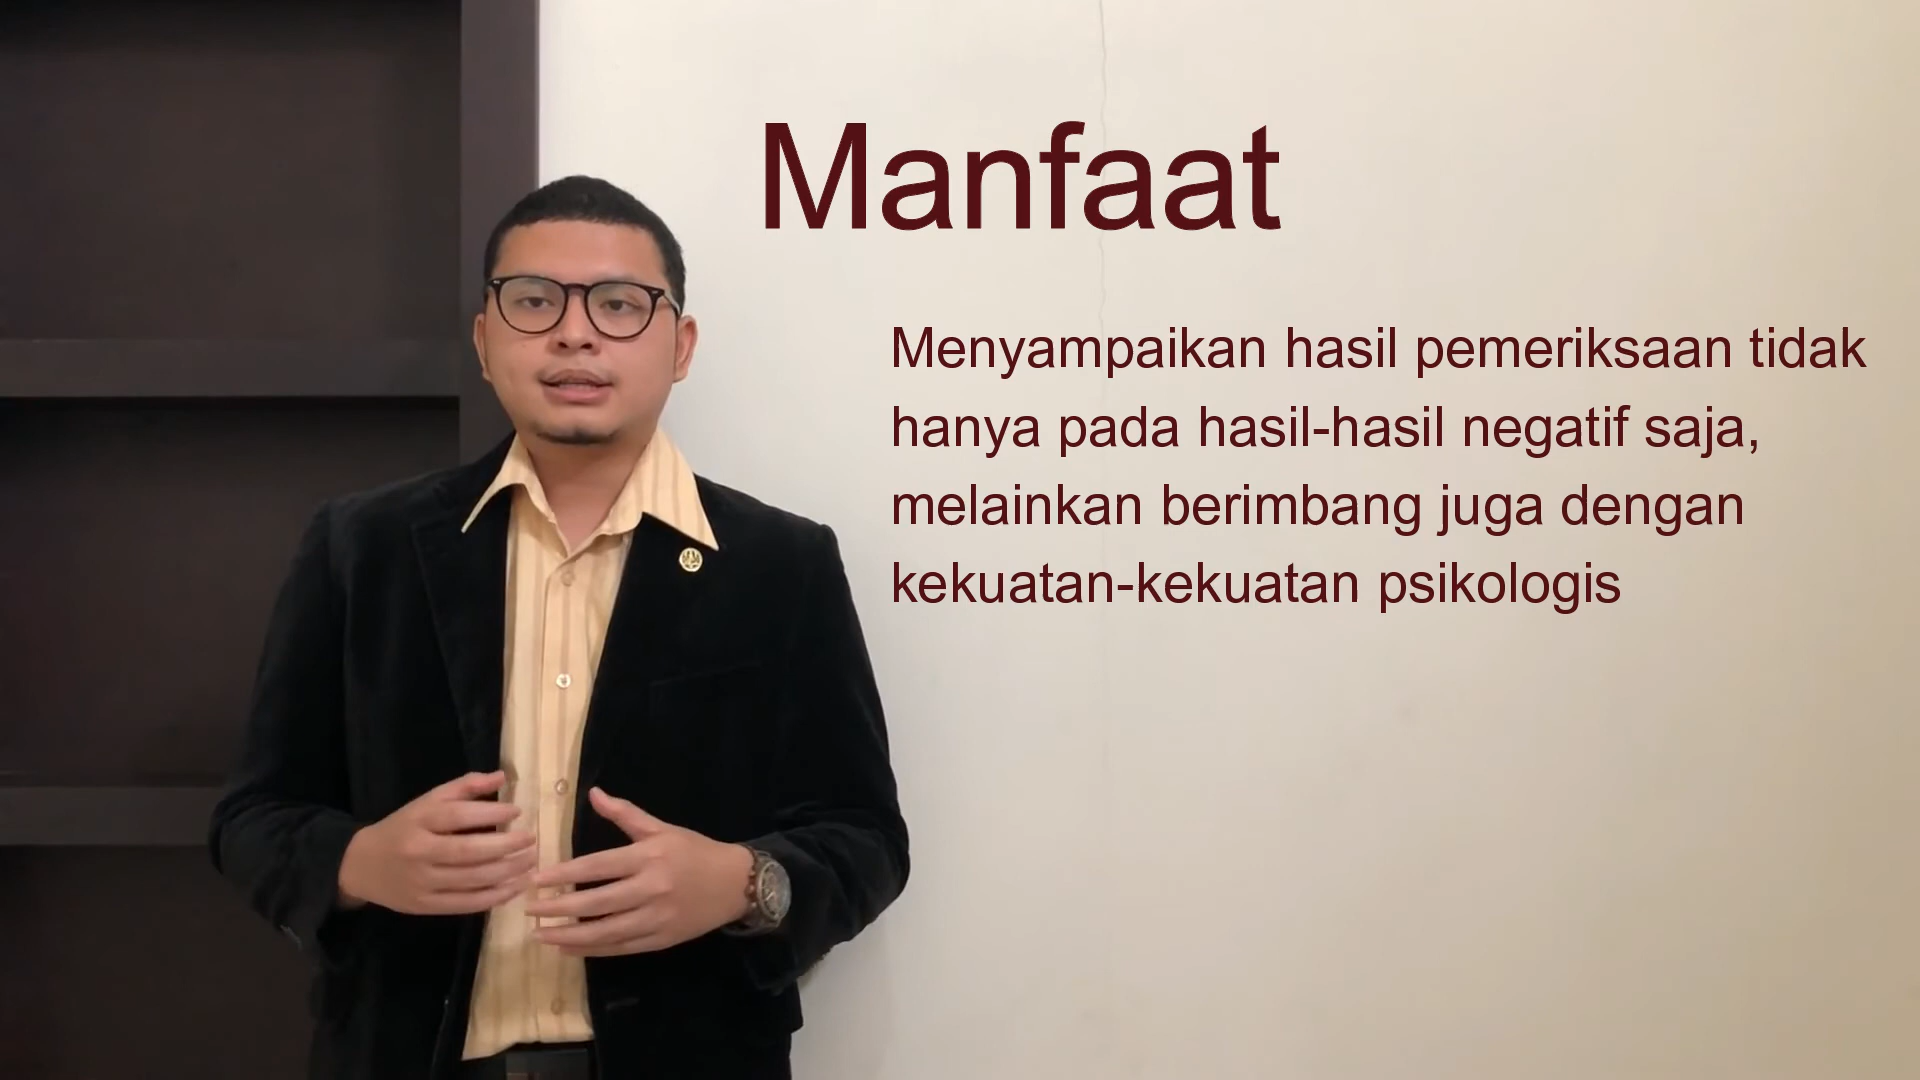 Manfaat
Menyampaikan hasil pemeriksaan tidak
hanya pada hasil-hasil negatif saja,
melainkan berimbang juga dengan
kekuatan-kekuatan psikologis